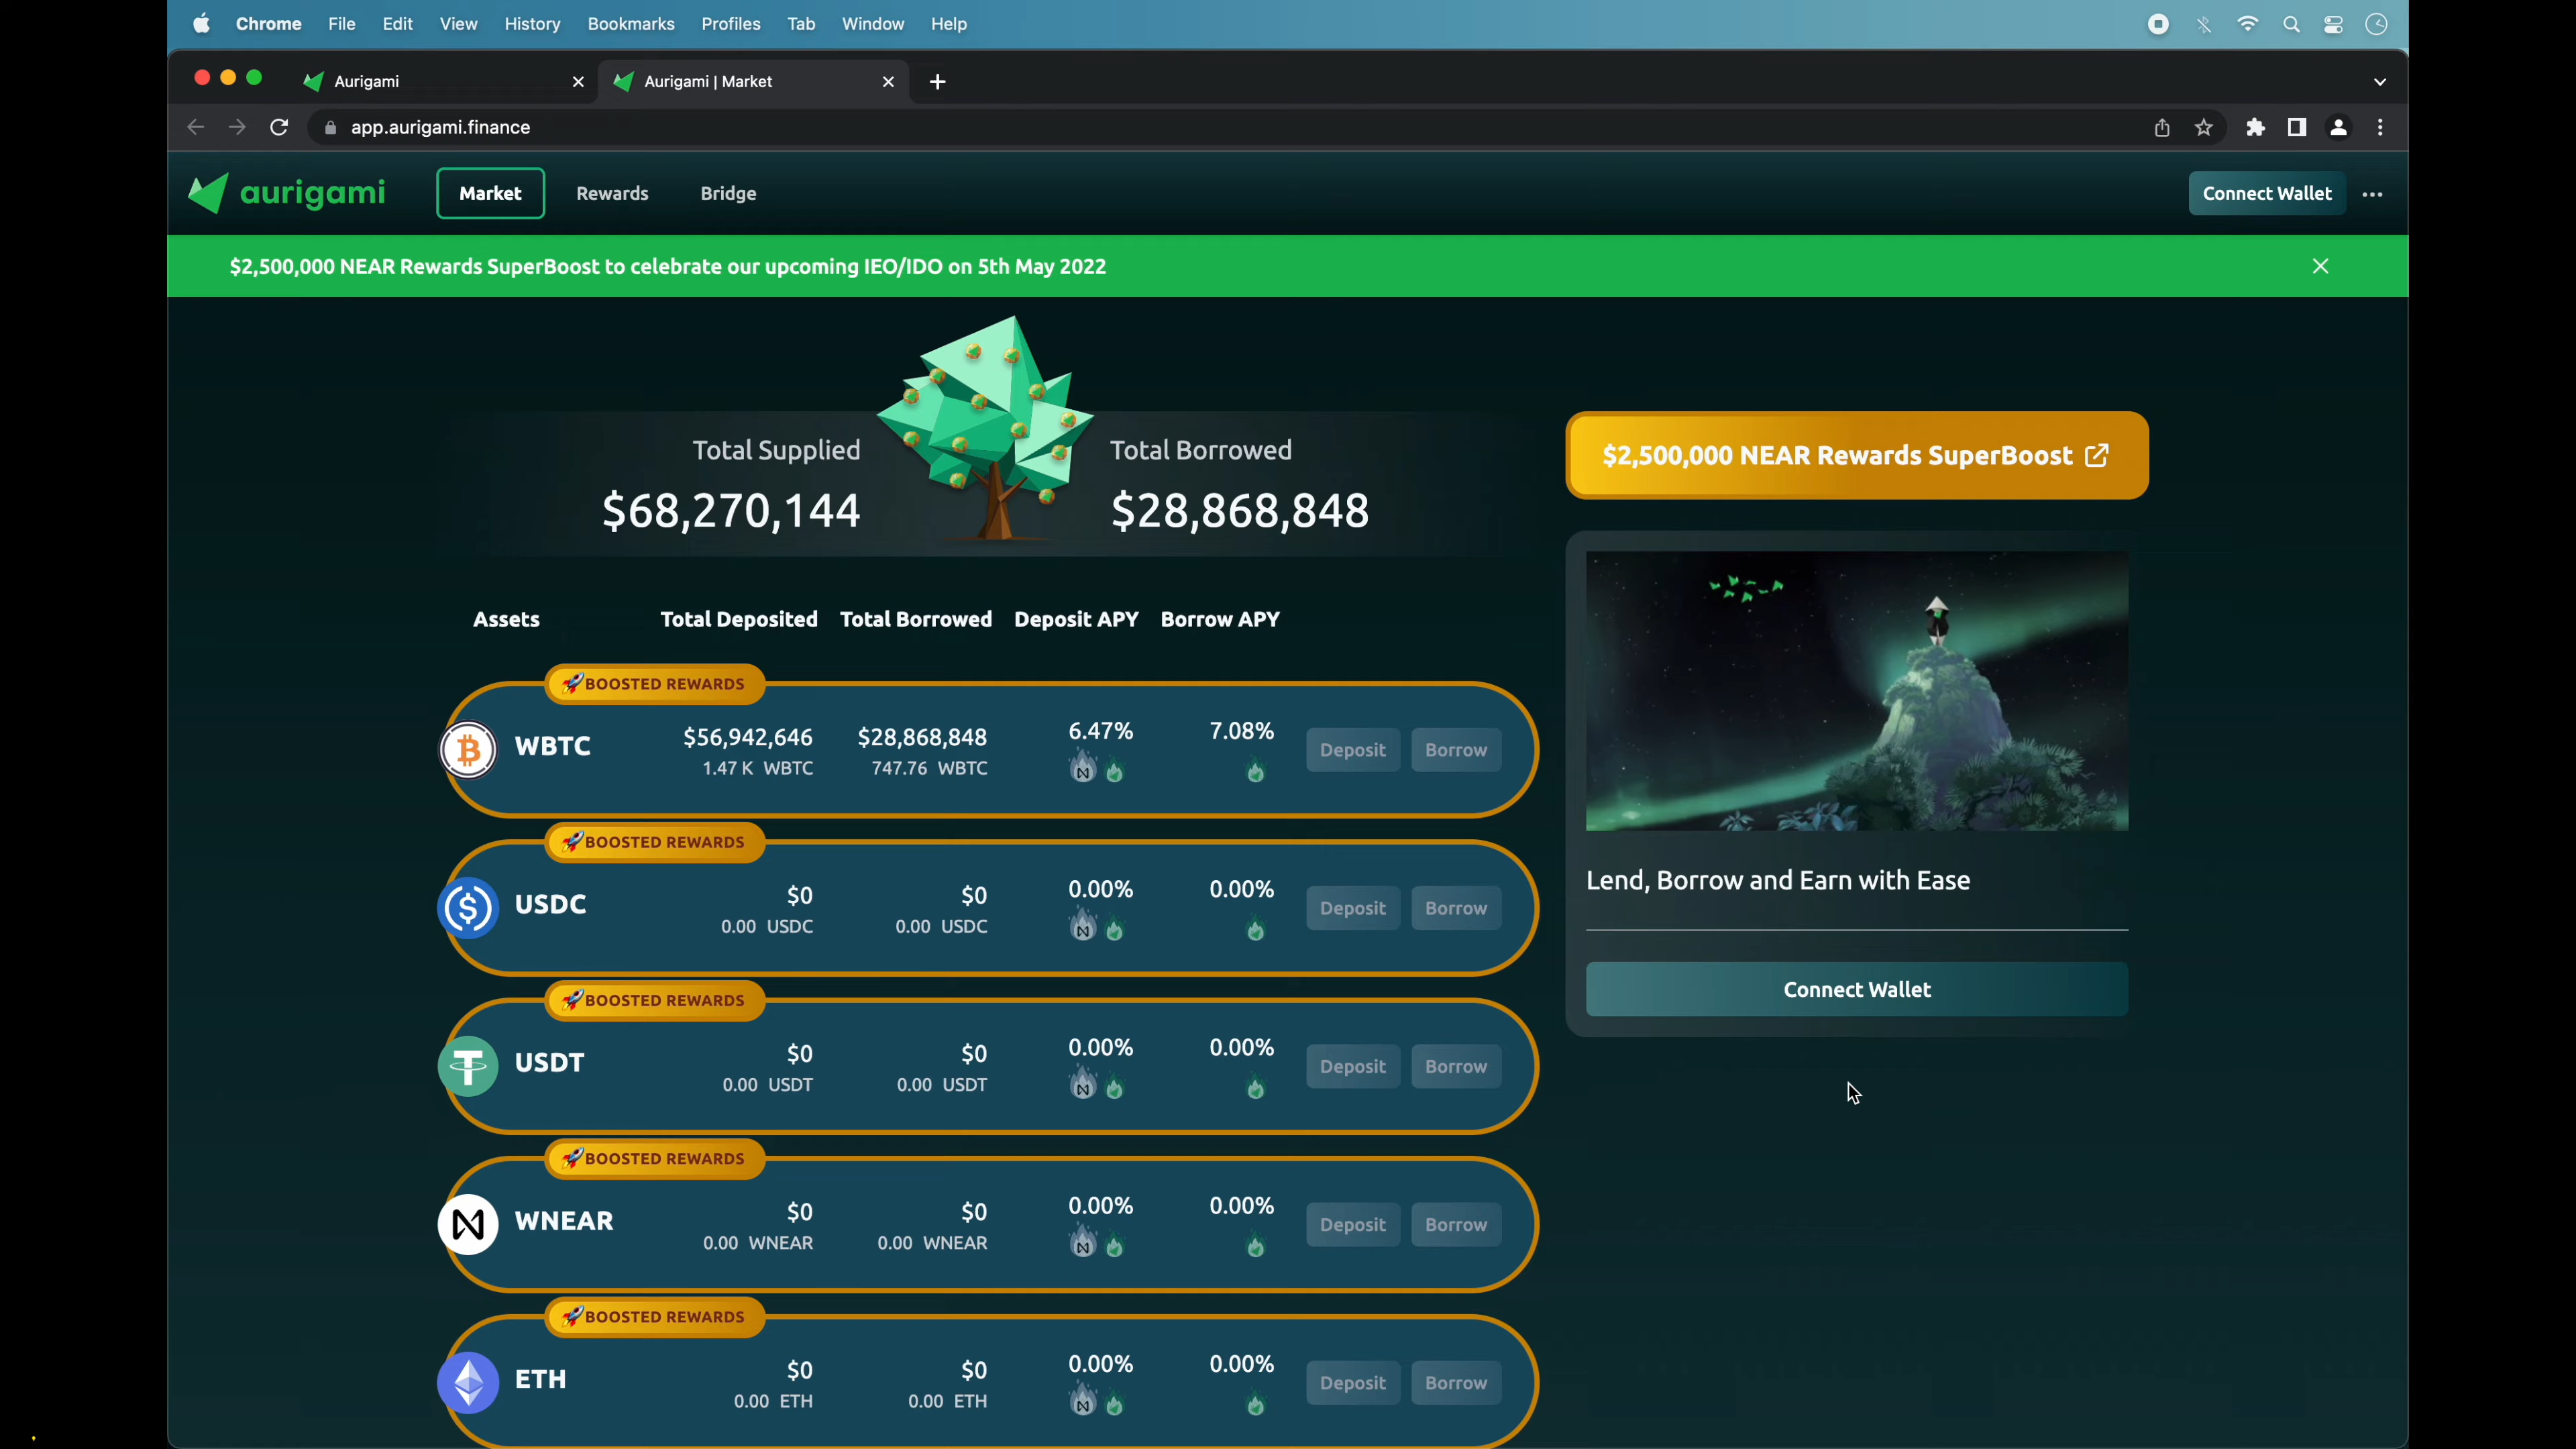 Chrome File Edit View History Bookmarks Profiles Tab Window Help
Aurigami Aurigami | Market
app.aurigami.finance
aurigami Market Rewards Bridge Connect Wallet
$2,500,000 NEAR Rewards SuperBoost to celebrate our upcoming IEO/IDO on 5th May 2022
Total Supplied Total Borrowed
$68,270,144 $28,868,848
$2,500,000 NEAR Rewards SuperBoost
Assets Total Deposited Total Borrowed Deposit APY Borrow APY
BOOSTED REWARDS
WBTC $56,942,646 $28,868,848 6.47% 7.08% Deposit Borrow
1.47 K WBTC 747.76 WBTC
BOOSTED REWARDS
USDC $0 $0 0.00% 0.00% Deposit Borrow
0.00 USDC 0.00 USDC
BOOSTED REWARDS
USDT $0 $0 0.00% 0.00% Deposit Borrow
0.00 USDT 0.00 USDT
BOOSTED REWARDS
WNEAR $0 $0 0.00% 0.00% Deposit Borrow
0.00 WNEAR 0.00 WNEAR
BOOSTED REWARDS
ETH $0 $0 0.00% 0.00% Deposit Borrow
0.00 ETH 0.00 ETH
Lend, Borrow and Earn with Ease
Connect Wallet